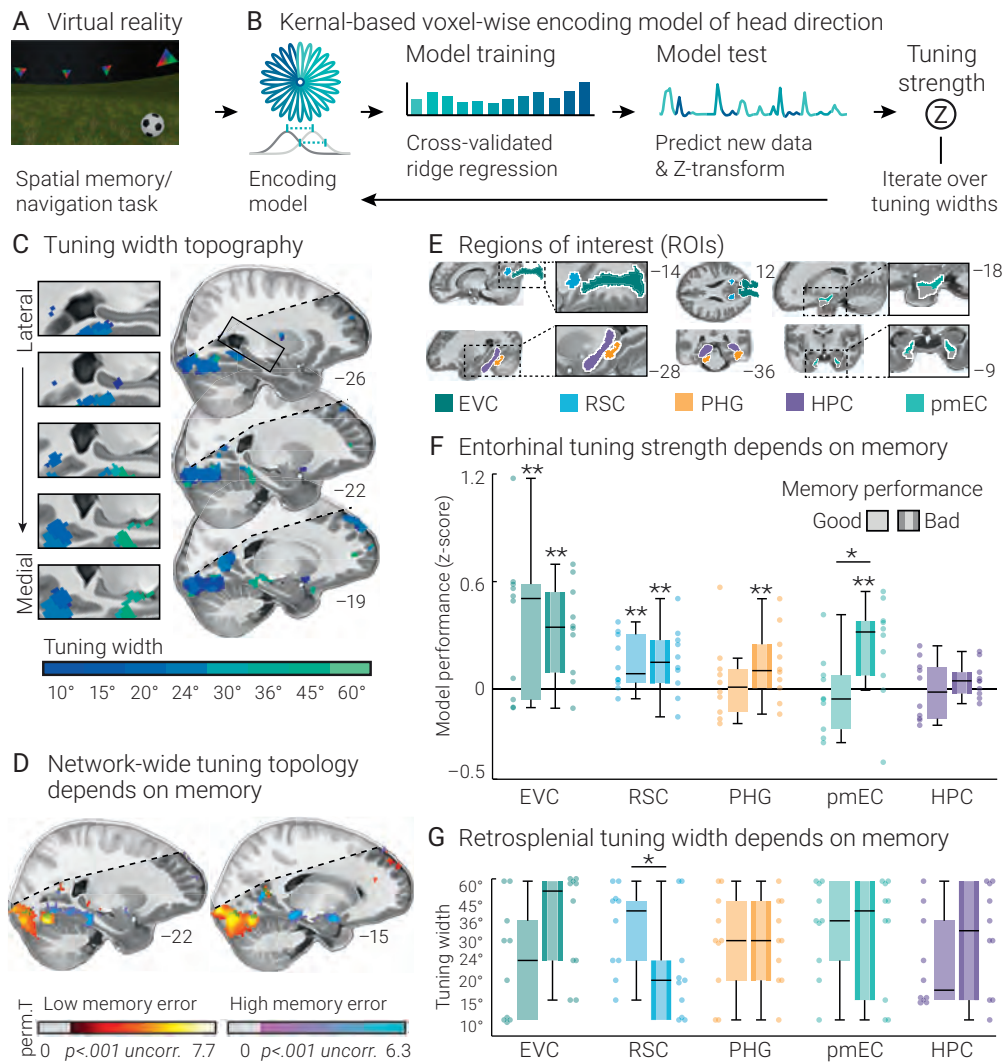 A Virtual reality
Spatial memory/
navigation task
B Kernal-based voxel-wise encoding model of head direction
Encoding
model
Model training
Cross-validated
ridge regression
Model test
Predict new data
& Z-transform
Tuning
strength
Z
Iterate over
tuning widths
C Tuning width topography
Lateral
Medial
−26
−22
−19
Tuning width
10° 15° 20° 24° 30° 36° 45° 60°
D Network-wide tuning topology
depends on memory
−22
−15
perm.T
Low memory error
0 p<.001 uncorr. 7.7
High memory error
0 p<.001 uncorr. 6.3
E Regions of interest (ROIs)
−14
12
−18
−28
−36
−9
EVC RSC PHG HPC pmEC
F Entorhinal tuning strength depends on memory
Model performance (z-score)
1.2
0.6
0
−0.5
Memory performance
Good Bad
**
**
**
**
**
*
**
EVC RSC PHG pmEC HPC
G Retrosplenial tuning width depends on memory
Tuning width
60°
45°
36°
30°
24°
20°
15°
10°
*
EVC RSC PHG pmEC HPC